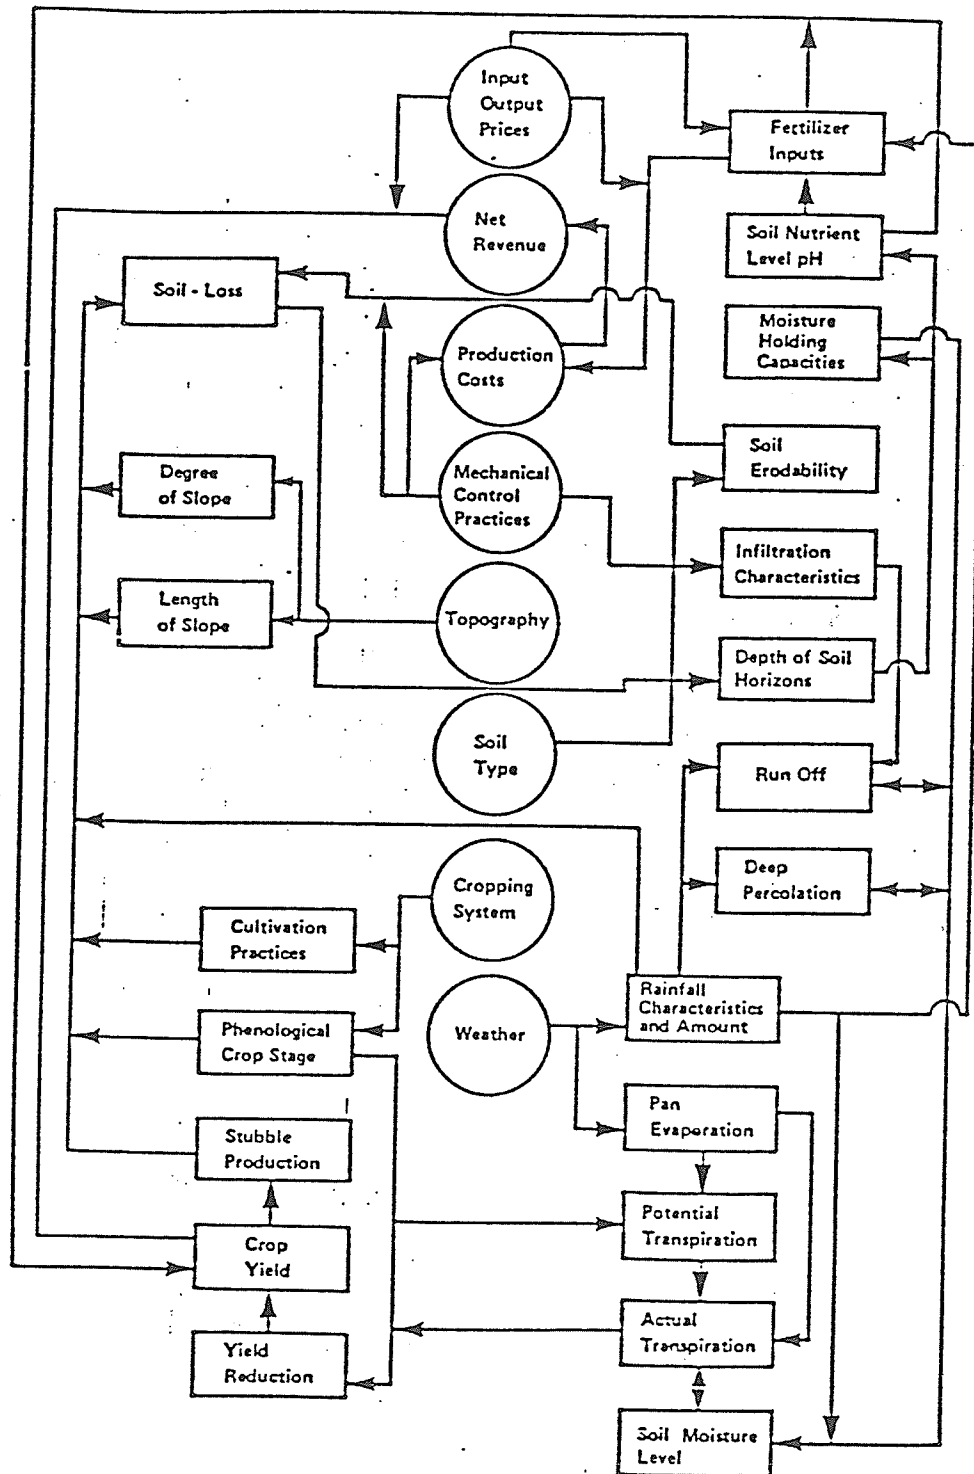 Input
Output
Prices
Fertilizer
Inputs
Net
Revenue
Soil Nutrient
Level pH
Soil - Loss
Moisture
Holding
Capacities
Production
Costs
Degree
of Slope
Mechanical
Control
Practices
Soil
Erodability
Length
of Slope
Topography
Infiltration
Characteristics
Depth of Soil
Horizons
Soil
Type
Run Off
Cropping
System
Deep
Percolation
Cultivation
Practices
Weather
Rainfall
Characteristics
and Amount
Phenological
Crop Stage
Pan
Evaporation
Stubble
Production
Potential
Transpiration
Crop
Yield
Actual
Transpiration
Yield
Reduction
Soil Moisture
Level